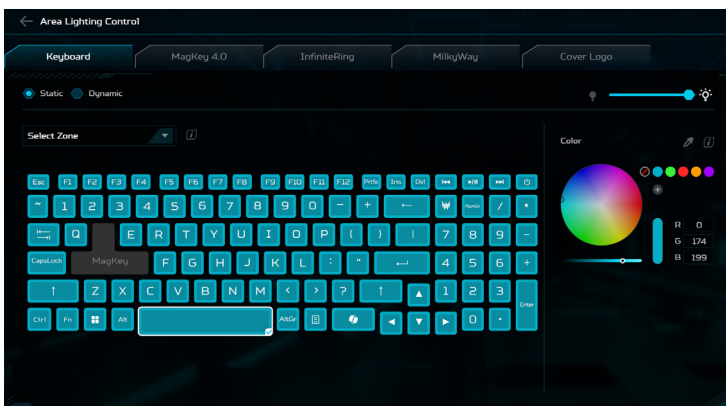 Area Lighting Control
Keyboard MagKey 4.0 InfiniteRing MilkyWay Cover Logo
Static Dynamic
Select Zone
Color
Esc F1 F2 F3 F4 F5 F6 F7 F8 F9 F10 F11 F12 PrtSc Ins Del
~ 1 2 3 4 5 6 7 8 9 0 - + NumLk / *
Q E R T Y U I O P { } | 7 8 9 -
CapsLock MagKey F G H J K L : " 4 5 6 +
Z X C V B N M < > ? 1 2 3 Enter
Ctrl Fn Alt AltGr 0 .
R 0
G 174
B 199